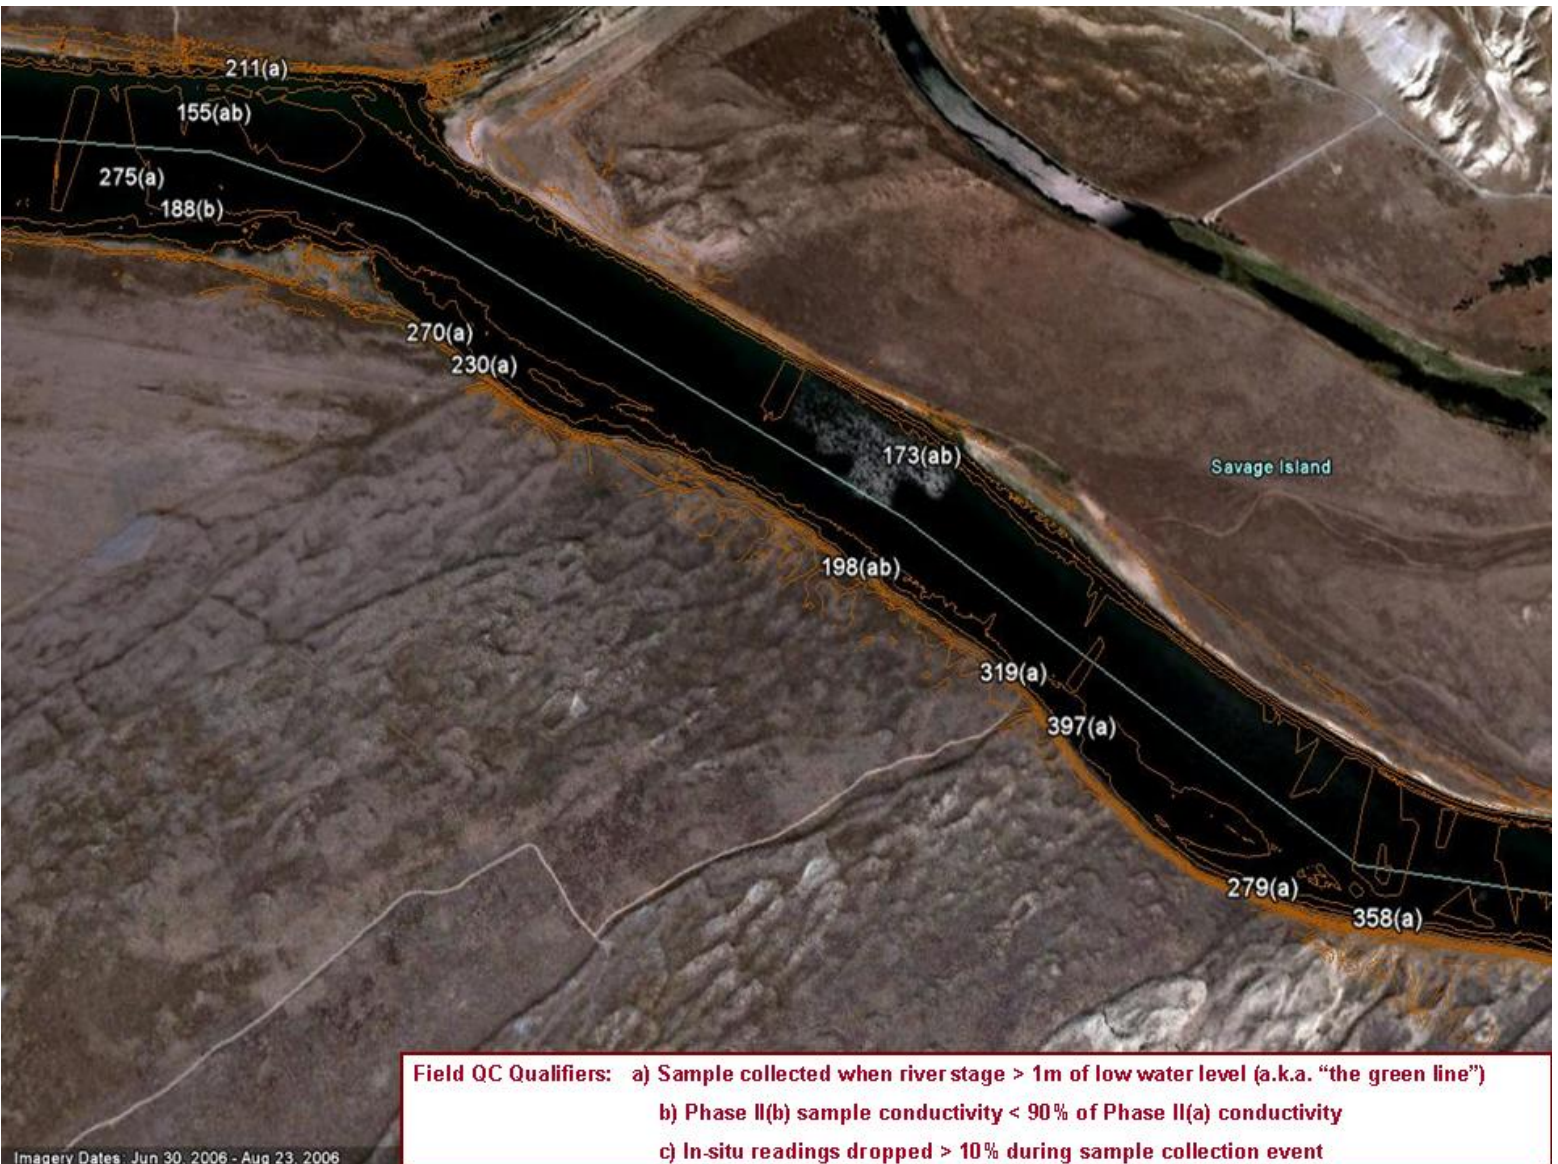 211(a)
155(ab)
275(a)
188(b)
270(a)
230(a)
173(ab)
Savage Island
198(ab)
319(a)
397(a)
279(a)
358(a)
Field QC Qualifiers: a) Sample collected when river stage > 1m of low water level (a.k.a. “the green line”)
b) Phase II(b) sample conductivity < 90% of Phase II(a) conductivity
c) In-situ readings dropped > 10% during sample collection event
Imagery Dates: Jun 30, 2006 - Aug 23, 2006